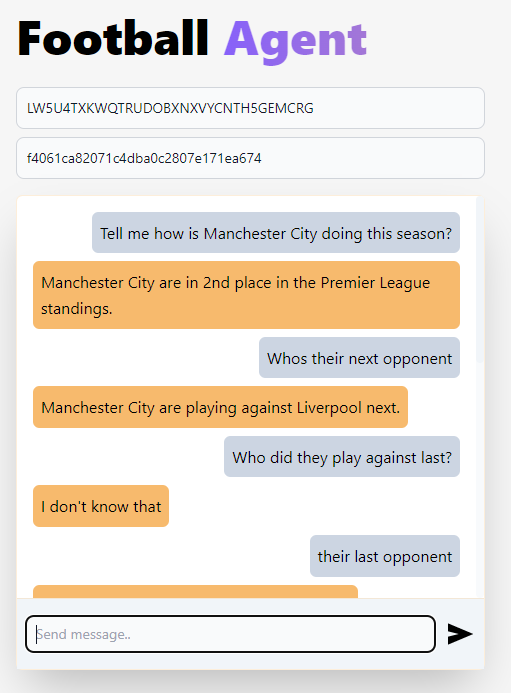 Football Agent
LW5U4TXKWQTRUDOBXNXVYCNTH5GEMCRG
f4061ca82071c4dba0c2807e171ea674
Tell me how is Manchester City doing this season?
Manchester City are in 2nd place in the Premier League
standings.
Whos their next opponent
Manchester City are playing against Liverpool next.
Who did they play against last?
I don't know that
their last opponent
Send message..